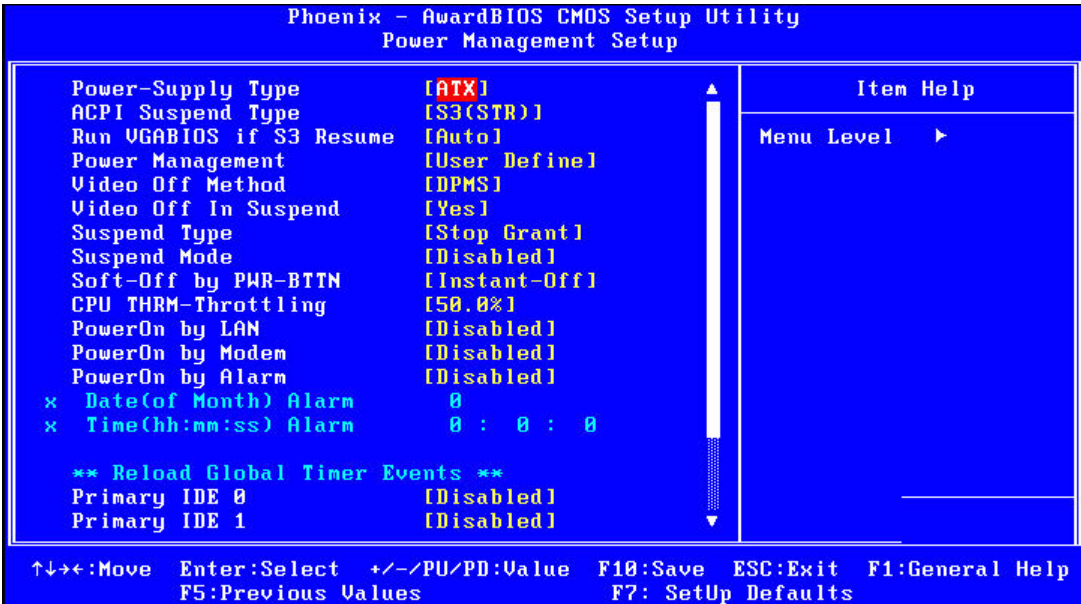 Phoenix - AwardBIOS CMOS Setup Utility
Power Management Setup
Power-Supply Type [ATX]
ACPI Suspend Type [S3(STR)]
Run VGABIOS if S3 Resume [Auto]
Power Management [User Define]
Video Off Method [DPMS]
Video Off In Suspend [Yes]
Suspend Type [Stop Grant]
Suspend Mode [Disabled]
Soft-Off by PWR-BTTN [Instant-Off]
CPU THRM-Throttling [50.0%]
PowerOn by LAN [Disabled]
PowerOn by Modem [Disabled]
PowerOn by Alarm [Disabled]
x Date(of Month) Alarm 0
x Time(hh:mm:ss) Alarm 0 : 0 : 0
** Reload Global Timer Events **
Primary IDE 0 [Disabled]
Primary IDE 1 [Disabled]
Item Help
Menu Level ►
↑↓→←:Move Enter:Select +/-/PU/PD:Value F10:Save ESC:Exit F1:General Help
F5:Previous Values F7: SetUp Defaults